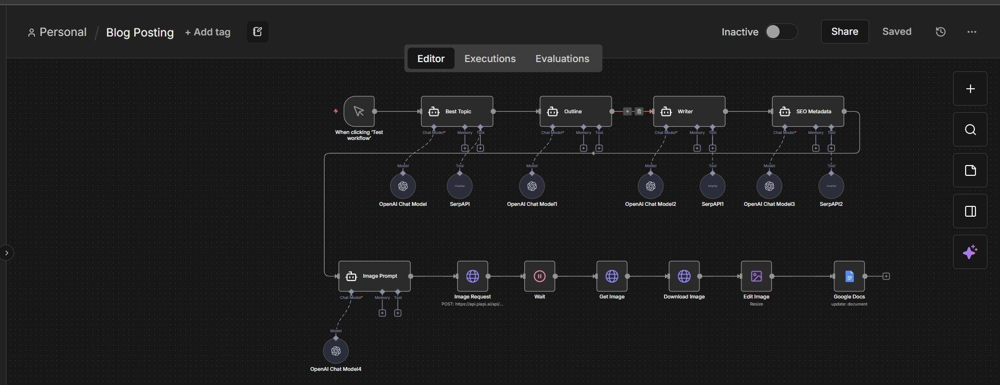 Personal / Blog Posting + Add tag
Inactive Share Saved
Editor Executions Evaluations
Best Topic Outline Writer SEO Metadata
Chat Model* Memory Tool Chat Model* Memory Tool Chat Model* Memory Tool Chat Model* Memory Tool
When clicking ‘Test
workflow’
Model Tool Model Model Tool Model Tool
SerpApi SerpApi SerpApi
OpenAI Chat Model SerpAPI OpenAI Chat Model1 OpenAI Chat Model2 SerpAPI1 OpenAI Chat Model3 SerpAPI2
Image Prompt
Chat Model* Memory Tool
Image Request Wait Get Image Download Image Edit Image Google Docs
POST: https://api.piapi.ai/api/... Resize update: document
Model
OpenAI Chat Model4